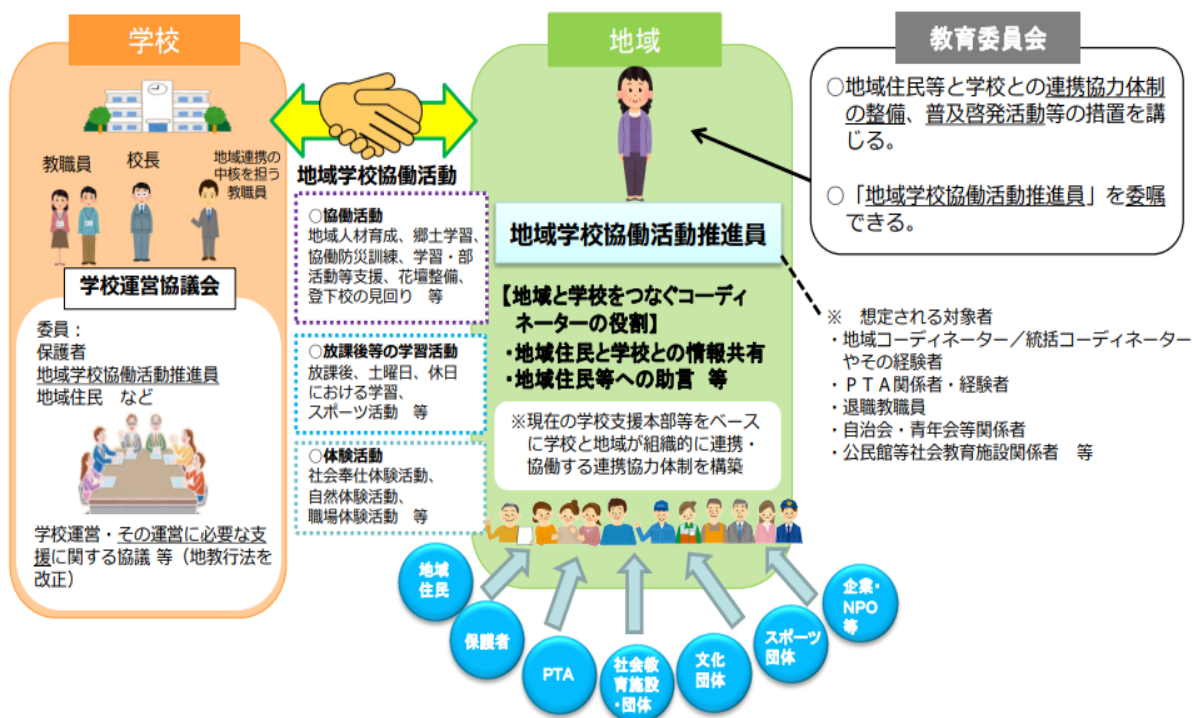 学校
教職員
校長
地域連携の
中核を担う
教職員
学校運営協議会
委員：
保護者
地域学校協働活動推進員
地域住民　など
学校運営・その運営に必要な支
援に関する協議 等（地教行法を
改正）
地域学校協働活動
○協働活動
地域人材育成、郷土学習、
協働防災訓練、学習・部
活動等支援、花壇整備、
登下校の見回り　等
○放課後等の学習活動
放課後、土曜日、休日
における学習、
スポーツ活動　等
○体験活動
社会奉仕体験活動、
自然体験活動、
職場体験活動　等
地域
地域学校協働活動推進員
【地域と学校をつなぐコーディ
ネーターの役割】
・地域住民と学校との情報共有
・地域住民等への助言　等
※現在の学校支援本部等をベース
に学校と地域が組織的に連携・
協働する連携協力体制を構築
地域
住民
保護者
PTA
社会教
育施設
・団体
文化
団体
スポーツ
団体
企業・
NPO
等
教育委員会
○地域住民等と学校との連携協力体制
の整備、普及啓発活動等の措置を講
じる。
○「地域学校協働活動推進員」を委嘱
できる。
※　想定される対象者
・地域コーディネーター／統括コーディネーター
やその経験者
・ＰＴＡ関係者・経験者
・退職教職員
・自治会・青年会等関係者
・公民館等社会教育施設関係者　等